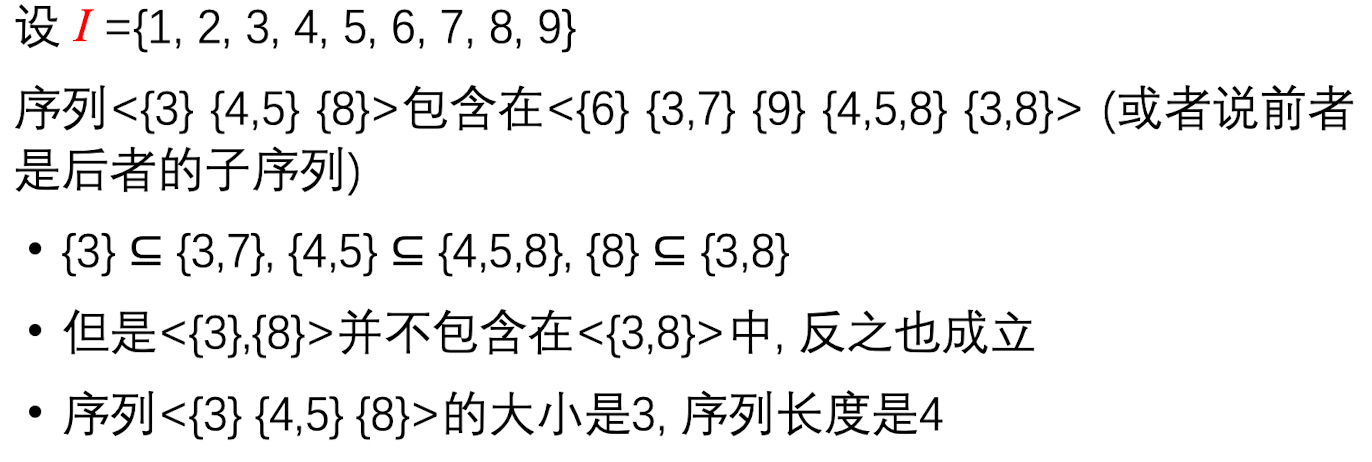 设 I ={1, 2, 3, 4, 5, 6, 7, 8, 9}
序列<{3} {4,5} {8}>包含在<{6} {3,7} {9} {4,5,8} {3,8}> (或者说前者
是后者的子序列)
• {3} ⊆ {3,7}, {4,5} ⊆ {4,5,8}, {8} ⊆ {3,8}
• 但是<{3},{8}>并不包含在<{3,8}>中, 反之也成立
• 序列<{3} {4,5} {8}>的大小是3, 序列长度是4